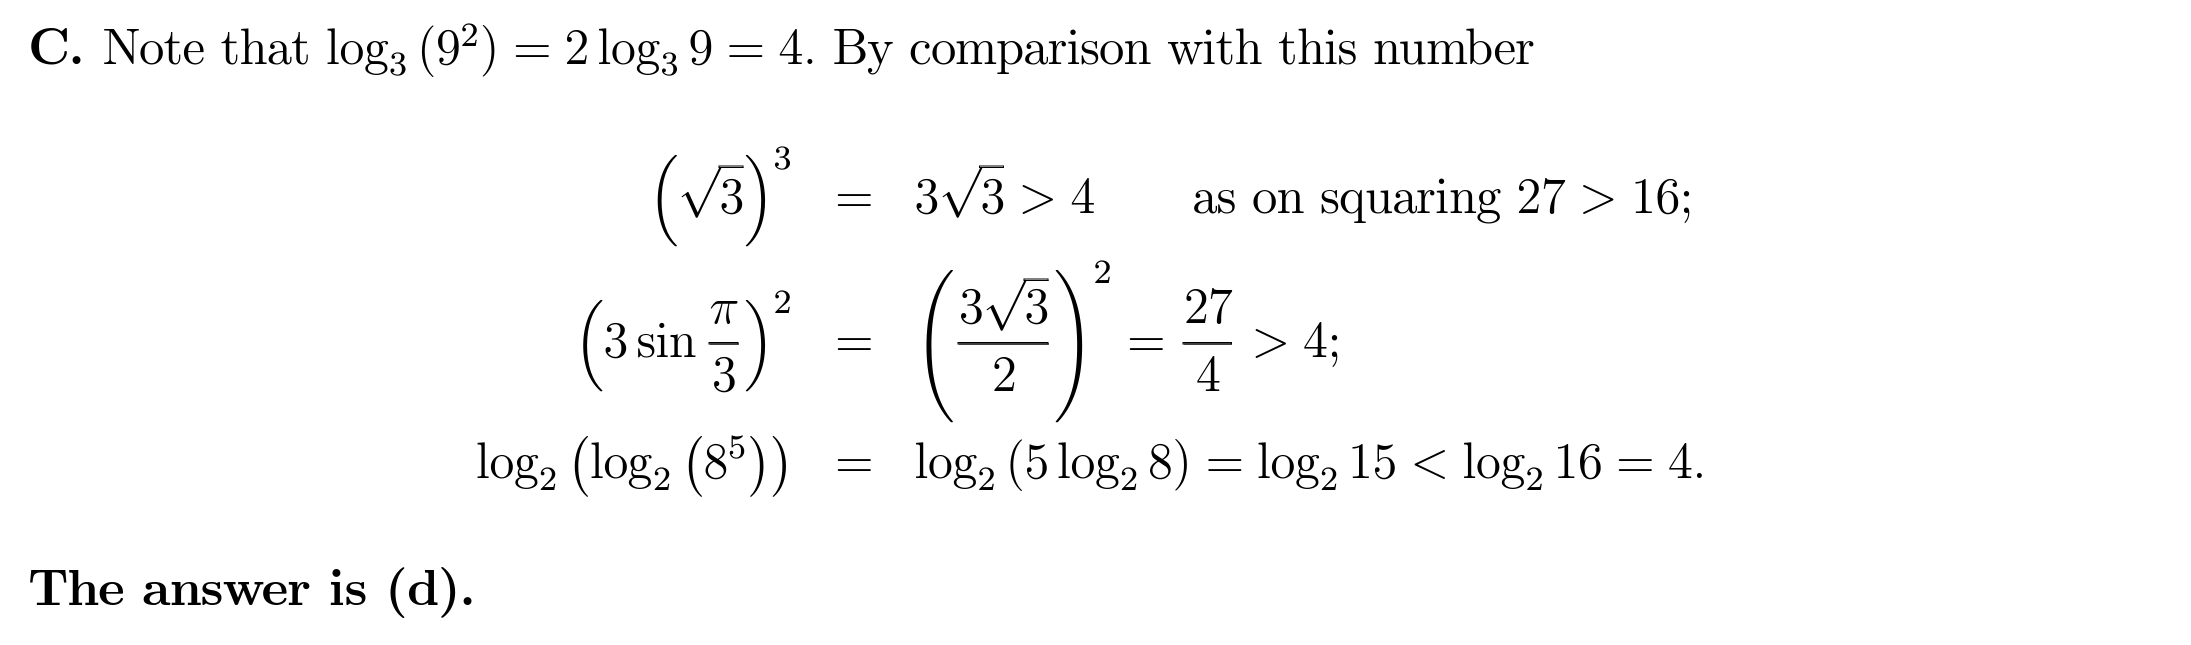 C. Note that log₃ (9²) = 2 log₃ 9 = 4. By comparison with this number
(√3)³ = 3√3 > 4 as on squaring 27 > 16;
(3 sin π/3)² = (3√3/2)² = 27/4 > 4;
log₂ (log₂ (8⁵)) = log₂ (5 log₂ 8) = log₂ 15 < log₂ 16 = 4.
The answer is (d).